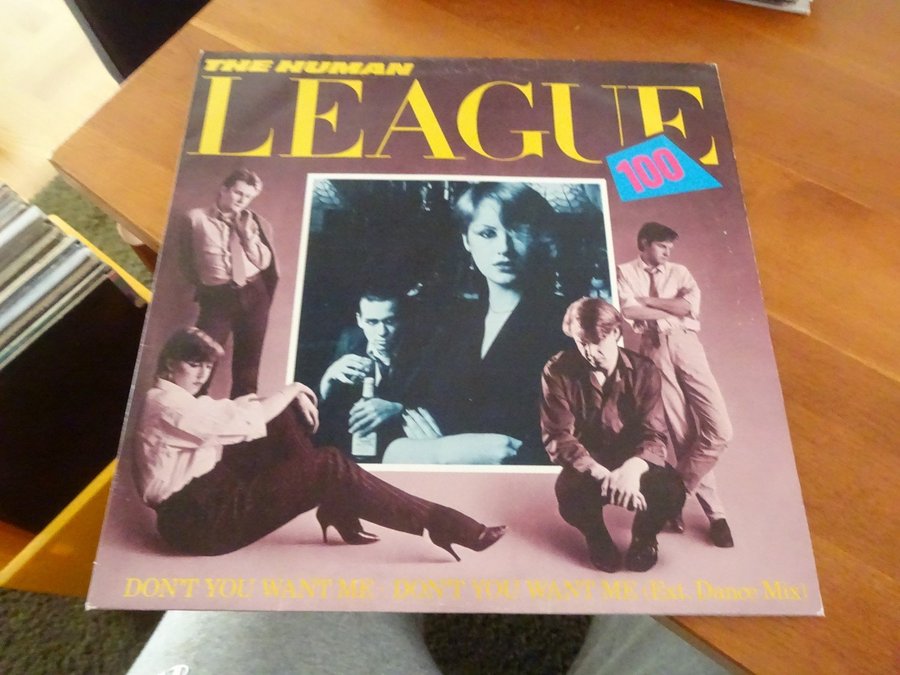 THE HUMAN
LEAGUE
100
DON'T YOU WANT ME - DON'T YOU WANT ME (Ext. Dance Mix)